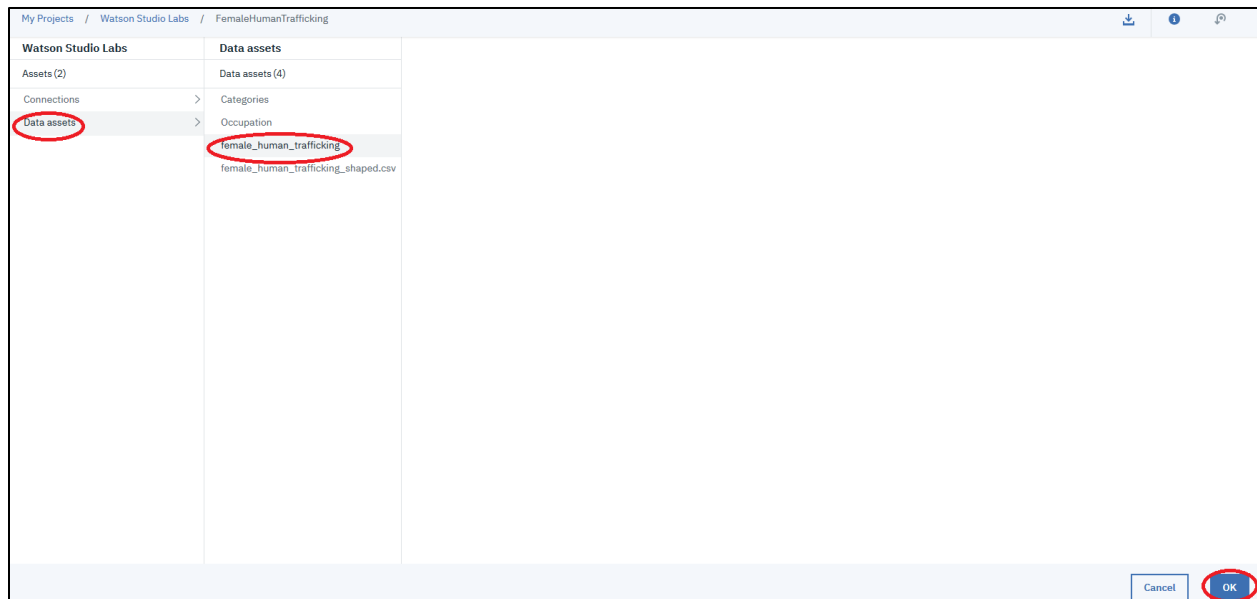 My Projects / Watson Studio Labs / FemaleHumanTrafficking
Watson Studio Labs
Data assets
Assets (2)
Data assets (4)
Connections
Categories
Data assets
Occupation
female_human_trafficking
female_human_trafficking_shaped.csv
Cancel
OK